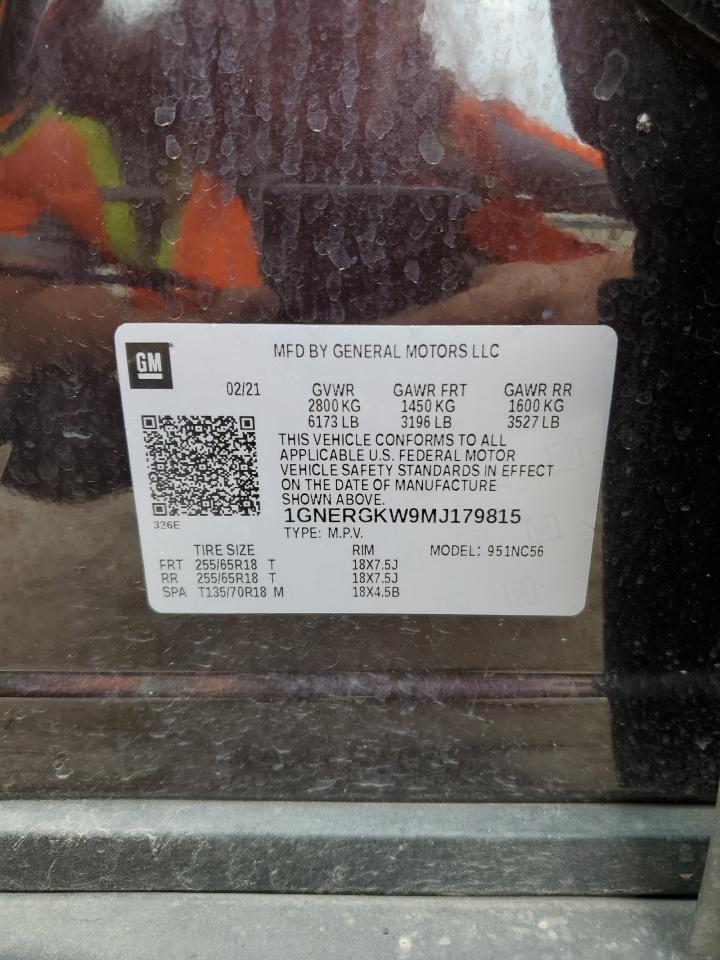 GM
MFD BY GENERAL MOTORS LLC
02/21 GVWR GAWR FRT GAWR RR
2800 KG 1450 KG 1600 KG
6173 LB 3196 LB 3527 LB
THIS VEHICLE CONFORMS TO ALL
APPLICABLE U.S. FEDERAL MOTOR
VEHICLE SAFETY STANDARDS IN EFFECT
ON THE DATE OF MANUFACTURE
SHOWN ABOVE.
336E
1GNERGKW9MJ179815
TYPE: M.P.V.
TIRE SIZE RIM MODEL: 951NC56
FRT 255/65R18 T 18X7.5J
RR 255/65R18 T 18X7.5J
SPA T135/70R18 M 18X4.5B